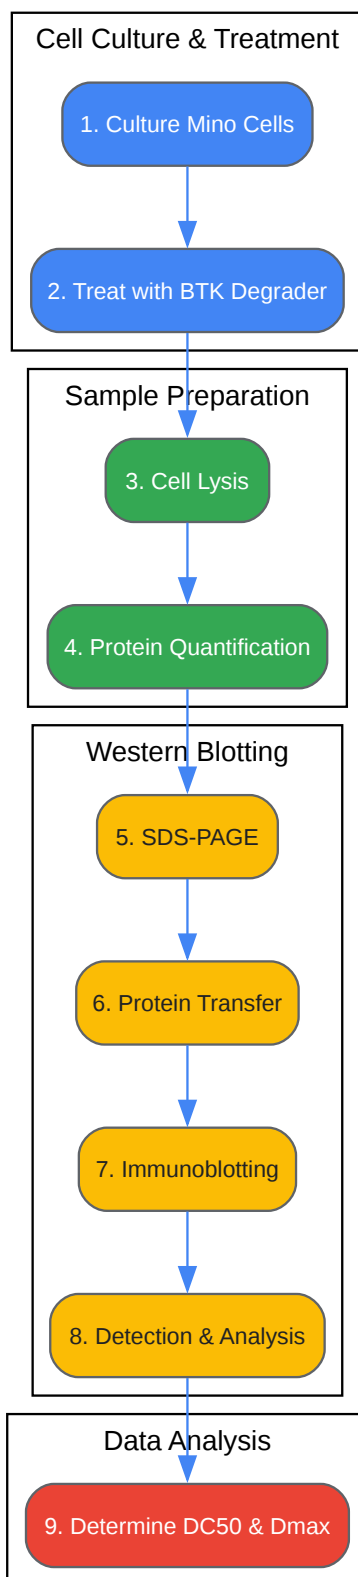 Cell Culture & Treatment
1. Culture Mino Cells
2. Treat with BTK Degrader
Sample Preparation
3. Cell Lysis
4. Protein Quantification
Western Blotting
5. SDS-PAGE
6. Protein Transfer
7. Immunoblotting
8. Detection & Analysis
Data Analysis
9. Determine DC50 & Dmax